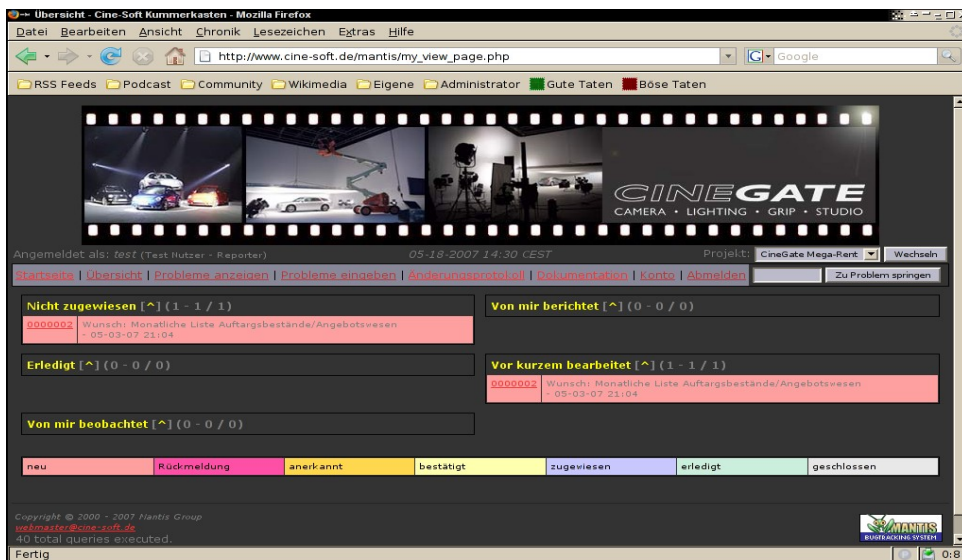 Übersicht - Cine-Soft Kummerkasten - Mozilla Firefox
Datei Bearbeiten Ansicht Chronik Lesezeichen Extras Hilfe
http://www.cine-soft.de/mantis/my_view_page.php G Google
RSS Feeds Podcast Community Wikimedia Eigene Administrator Gute Taten Böse Taten
CINEGATE
CAMERA • LIGHTING • GRIP • STUDIO
Angemeldet als: test (Test Nutzer - Reporter) 05-18-2007 14:30 CEST Projekt: CineGate Mega-Rent Wechseln
Startseite | Übersicht | Probleme anzeigen | Probleme eingeben | Änderungsprotol.oll | Dokumentation | Konto | Abmelden Zu Problem springen
Nicht zugewiesen [^] (1 - 1 / 1)
0000002 Wunsch: Monatliche Liste Auftargsbestände/Angebotswesen
- 05-03-07 21:04
Von mir berichtet [^] (0 - 0 / 0)
Erledigt [^] (0 - 0 / 0)
Vor kurzem bearbeitet [^] (1 - 1 / 1)
0000002 Wunsch: Monatliche Liste Auftargsbestände/Angebotswesen
- 05-03-07 21:04
Von mir beobachtet [^] (0 - 0 / 0)
neu Rückmeldung anerkannt bestätigt zugewiesen erledigt geschlossen
Copyright © 2000 - 2007 Mantis Group
webmaster@cine-soft.de
40 total queries executed.
MANTIS
BUGTRACKING SYSTEM
Fertig 0:8